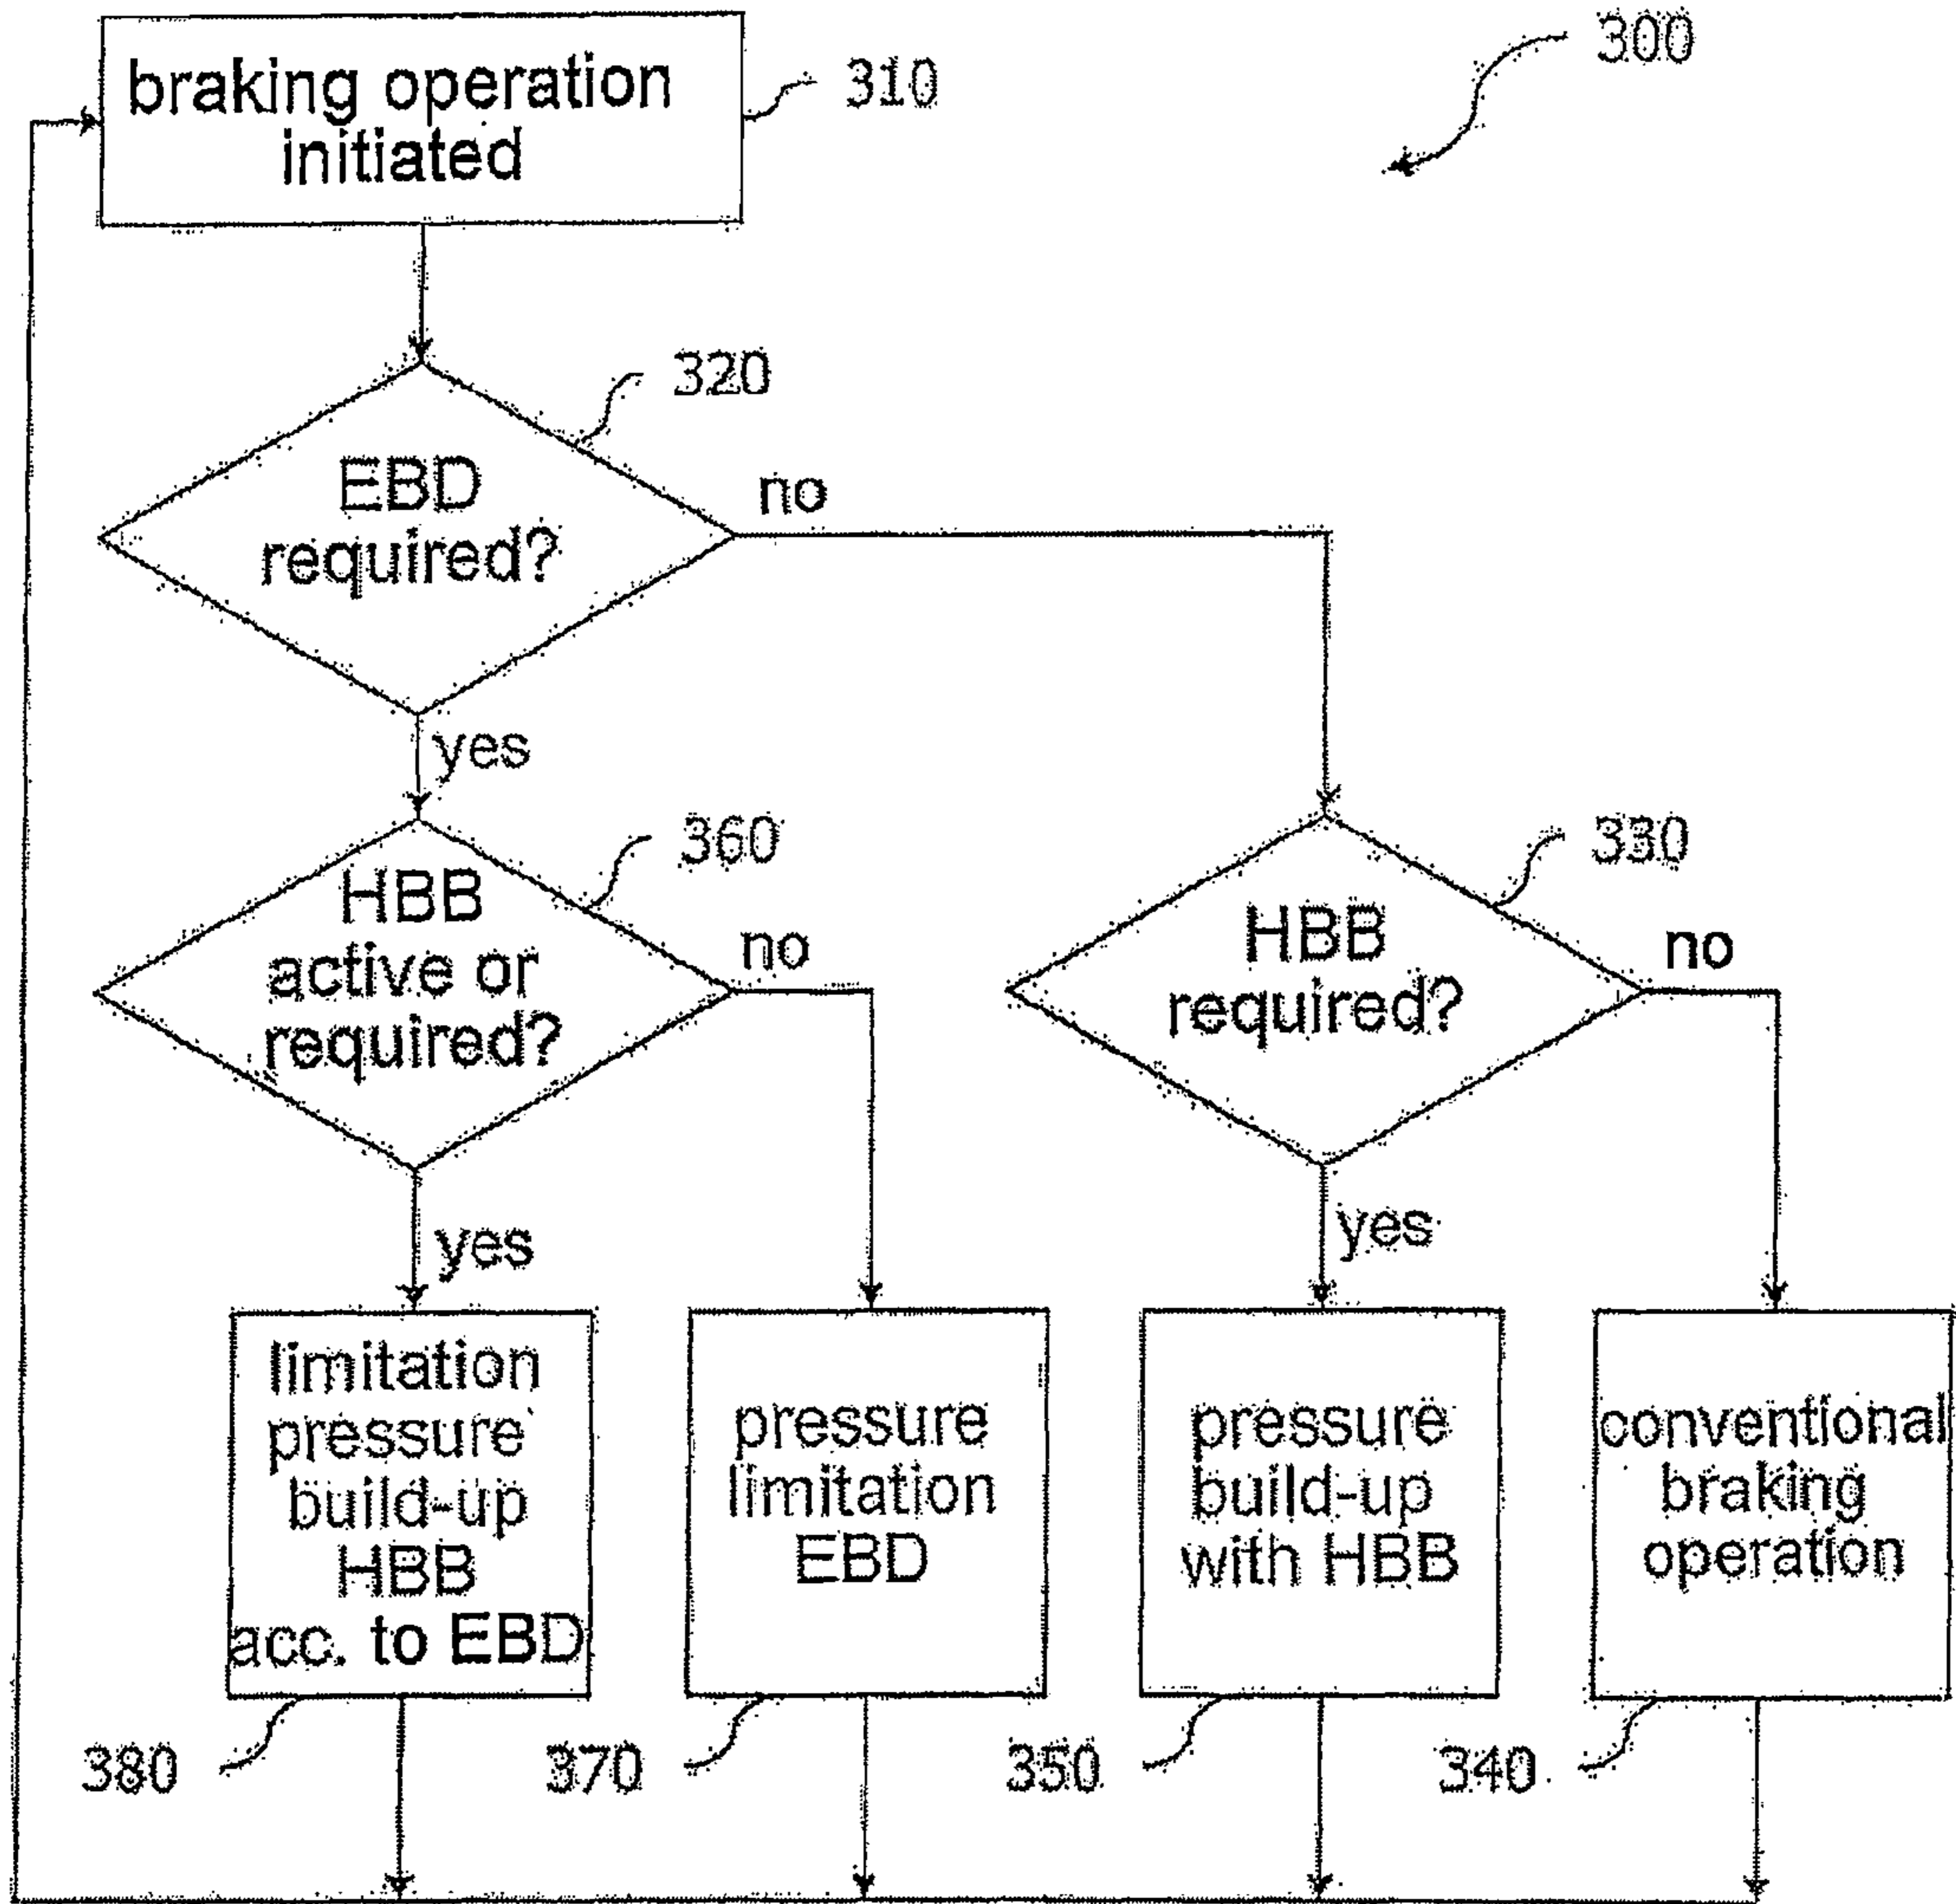 300
braking operation
initiated
310
320
EBD
required?
no
yes
360
HBB
active or
required?
no
330
HBB
required?
no
yes
yes
limitation
pressure
build-up
HBB
acc. to EBD
pressure
limitation
EBD
pressure
build-up
with HBB
conventional
braking
operation
380
370
350
340